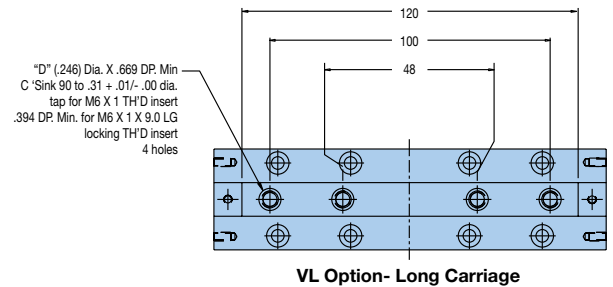 120
100
48
“D” (.246) Dia. X .669 DP. Min
C ‘Sink 90 to .31 + .01/- .00 dia.
tap for M6 X 1 TH’D insert
.394 DP. Min. for M6 X 1 X 9.0 LG
locking TH’D insert
4 holes
VL Option- Long Carriage